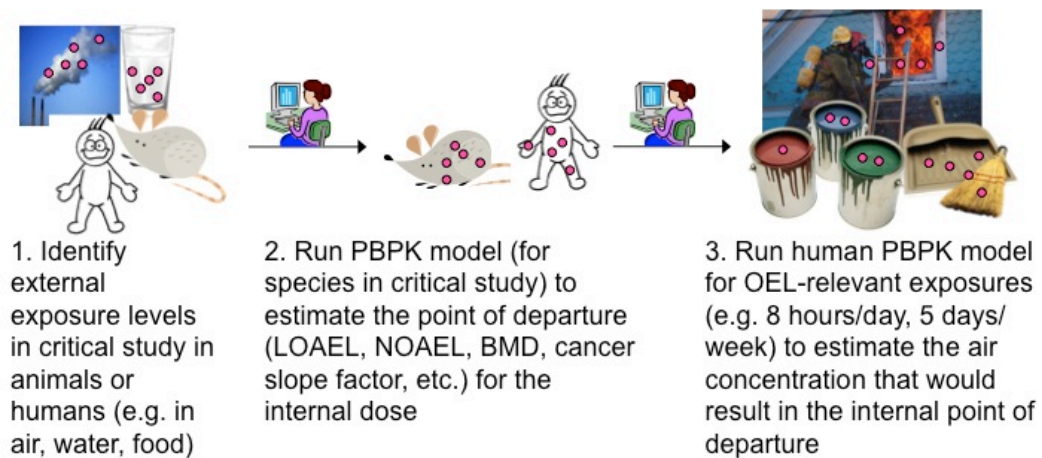 1. Identify
external
exposure levels
in critical study in
animals or
humans (e.g. in
air, water, food)
2. Run PBPK model (for
species in critical study) to
estimate the point of departure
(LOAEL, NOAEL, BMD, cancer
slope factor, etc.) for the
internal dose
3. Run human PBPK model
for OEL-relevant exposures
(e.g. 8 hours/day, 5 days/
week) to estimate the air
concentration that would
result in the internal point of
departure